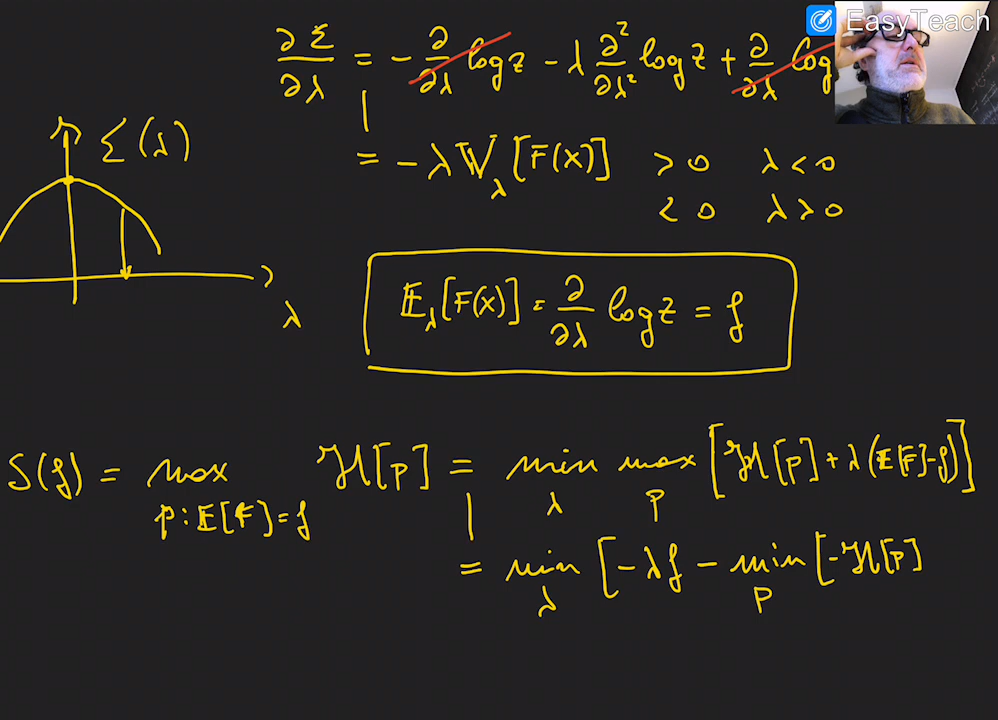 EasyTeach
∂Σ/∂λ = - ∂/∂λ log z - λ ∂²/∂λ² log z + ∂/∂λ log
= - λ 𝕍_λ [F(X)] > 0 λ < 0
< 0 λ > 0
Σ(λ)
λ
𝔼_λ[F(X)] = ∂/∂λ log z = f
S(f) = max_{p: 𝔼[F]=f} ℋ[p] = min_λ max_p [ℋ[p] + λ(𝔼[F]-f)]
= min_λ [-λf - min_p [-ℋ[p]